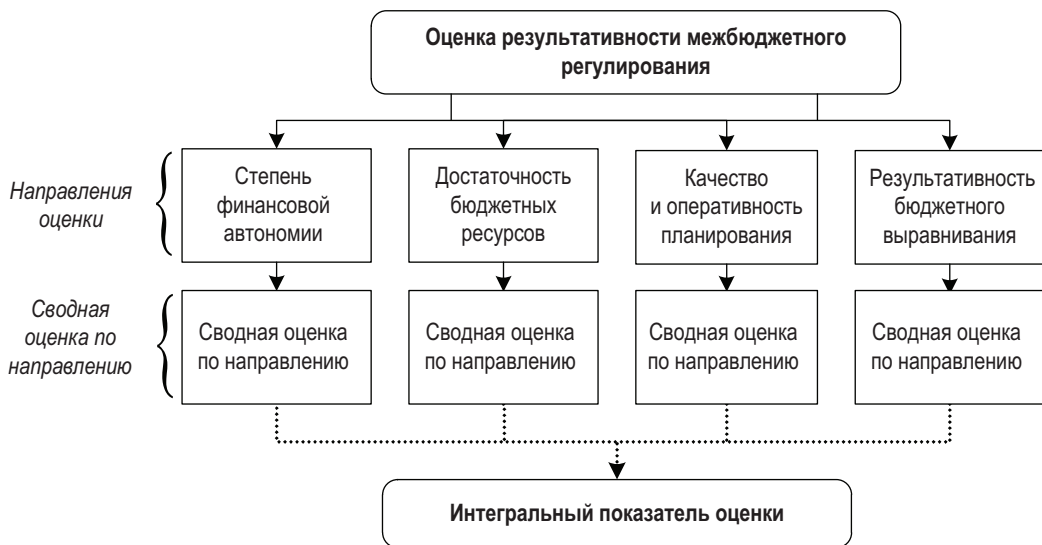 Оценка результативности межбюджетного
регулирования
Направления
оценки
Степень
финансовой
автономии
Достаточность
бюджетных
ресурсов
Качество
и оперативность
планирования
Результативность
бюджетного
выравнивания
Сводная
оценка по
направлению
Сводная оценка
по направлению
Сводная оценка
по направлению
Сводная оценка
по направлению
Сводная оценка
по направлению
Интегральный показатель оценки